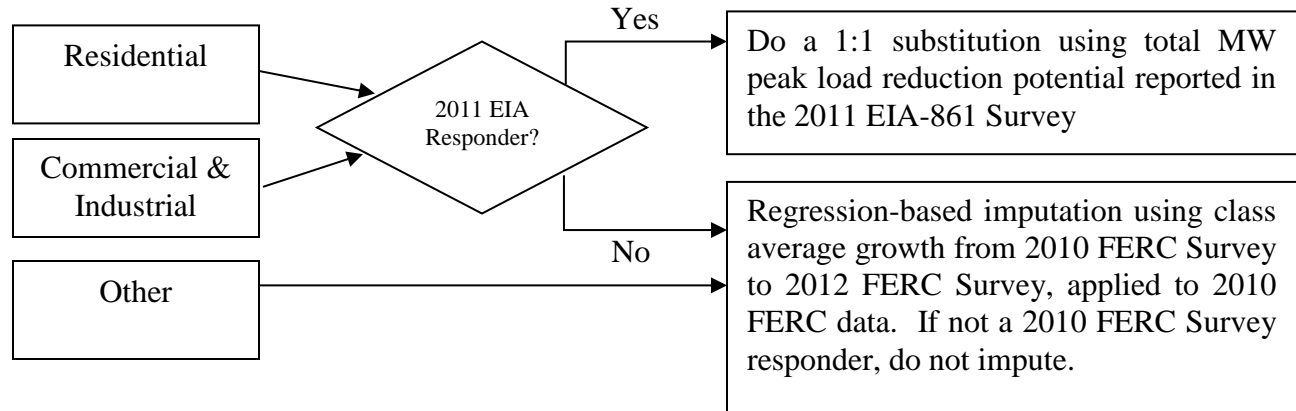 Residential
Commercial &
Industrial
Other
2011 EIA
Responder?
Yes
No
Do a 1:1 substitution using total MW
peak load reduction potential reported in
the 2011 EIA-861 Survey
Regression-based imputation using class
average growth from 2010 FERC Survey
to 2012 FERC Survey, applied to 2010
FERC data. If not a 2010 FERC Survey
responder, do not impute.